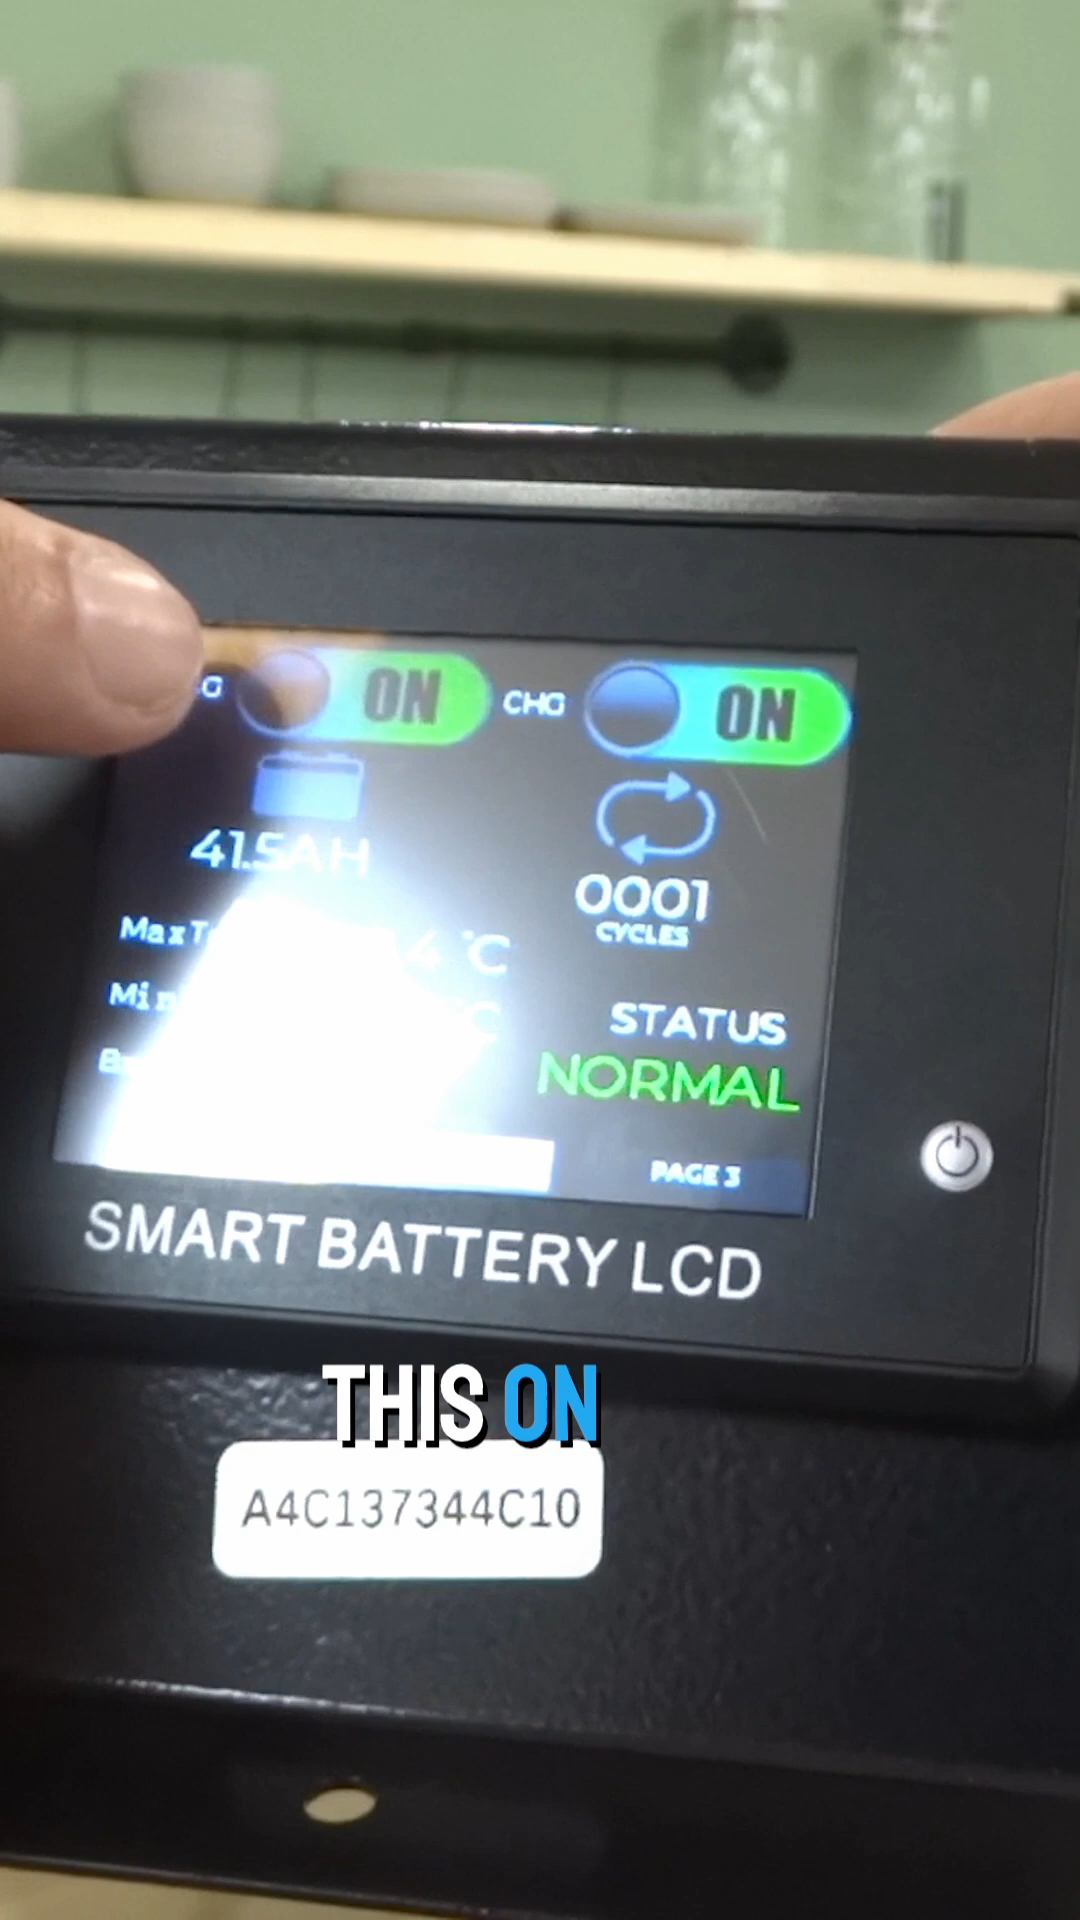 ON CHG ON
41.5AH
0001
CYCLES
°C
STATUS
NORMAL
PAGE 3
SMART BATTERY LCD
THIS ON
A4C137344C10